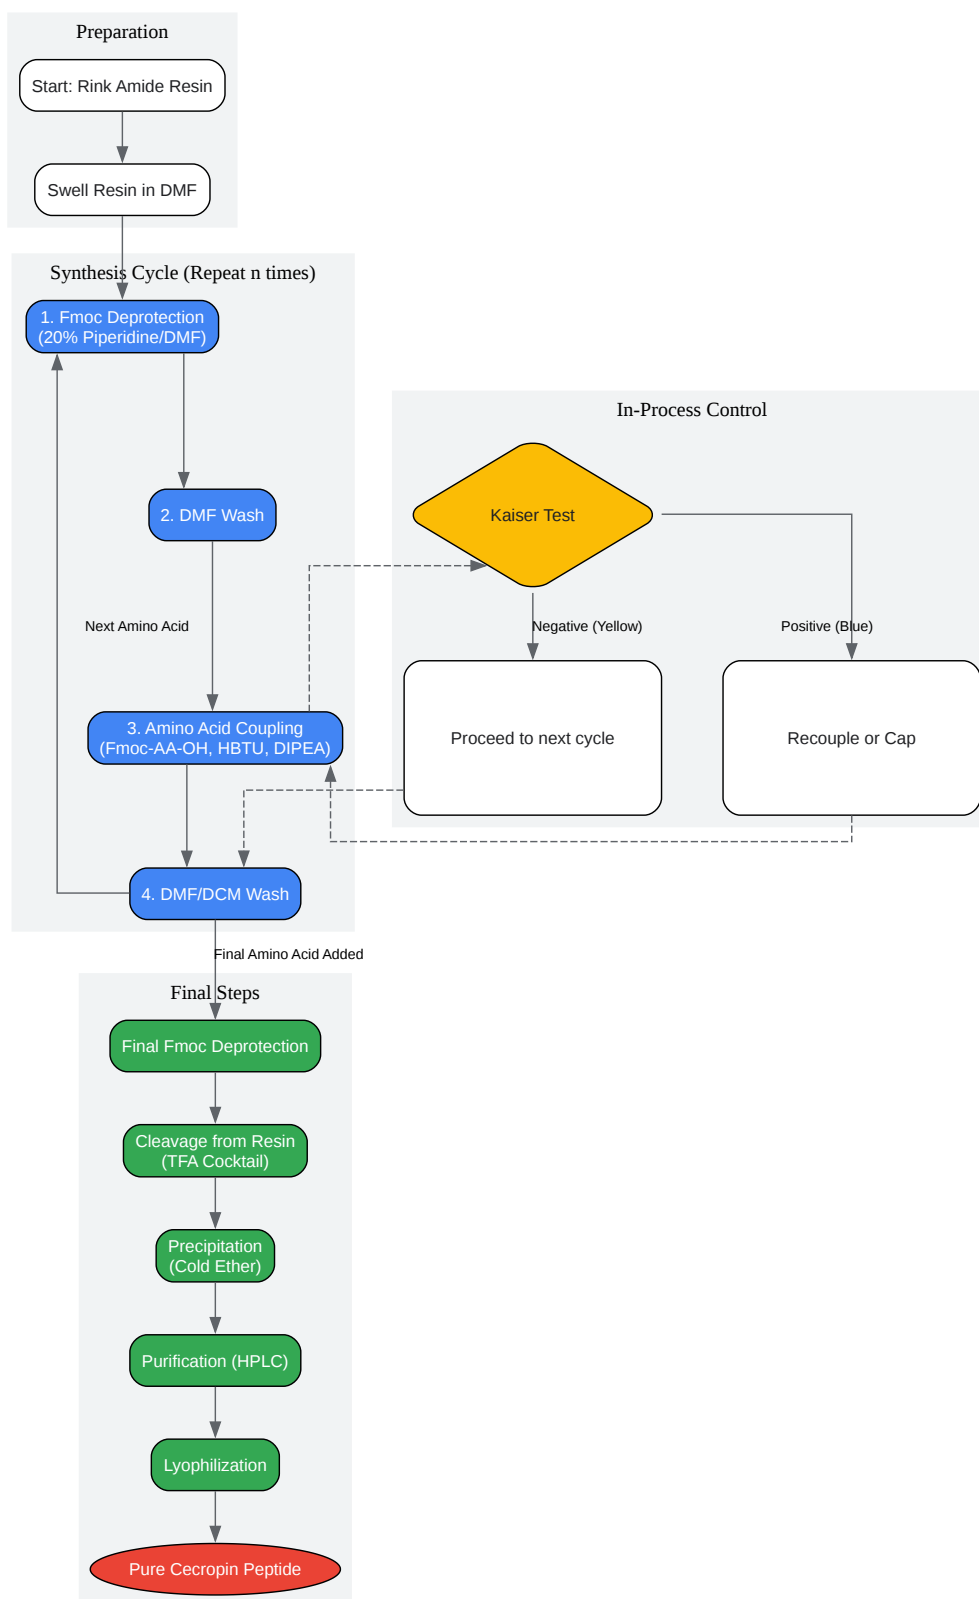 Preparation
Start: Rink Amide Resin
Swell Resin in DMF
Synthesis Cycle (Repeat n times)
1. Fmoc Deprotection
(20% Piperidine/DMF)
2. DMF Wash
Next Amino Acid
3. Amino Acid Coupling
(Fmoc-AA-OH, HBTU, DIPEA)
4. DMF/DCM Wash
In-Process Control
Kaiser Test
Negative (Yellow)
Positive (Blue)
Proceed to next cycle
Recouple or Cap
Final Amino Acid Added
Final Steps
Final Fmoc Deprotection
Cleavage from Resin
(TFA Cocktail)
Precipitation
(Cold Ether)
Purification (HPLC)
Lyophilization
Pure Cecropin Peptide